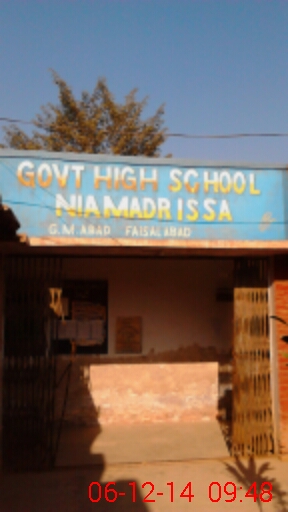 GOVT HIGH SCHOOL
NIAMADRISSA
G.M.ABAD FAISALABAD
06-12-14 09:48